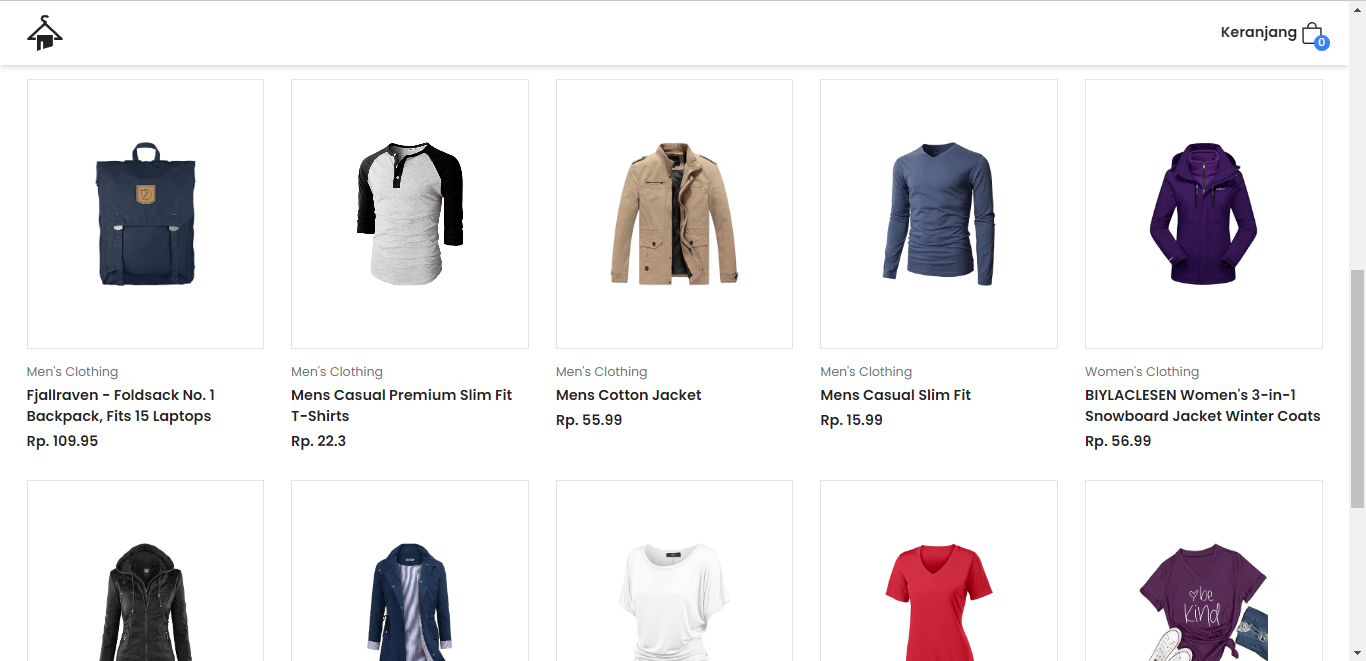 Keranjang
0
Men's Clothing
Fjallraven - Foldsack No. 1
Backpack, Fits 15 Laptops
Rp. 109.95
Men's Clothing
Mens Casual Premium Slim Fit
T-Shirts
Rp. 22.3
Men's Clothing
Mens Cotton Jacket
Rp. 55.99
Men's Clothing
Mens Casual Slim Fit
Rp. 15.99
Women's Clothing
BIYLACLESEN Women's 3-in-1
Snowboard Jacket Winter Coats
Rp. 56.99
be
kind